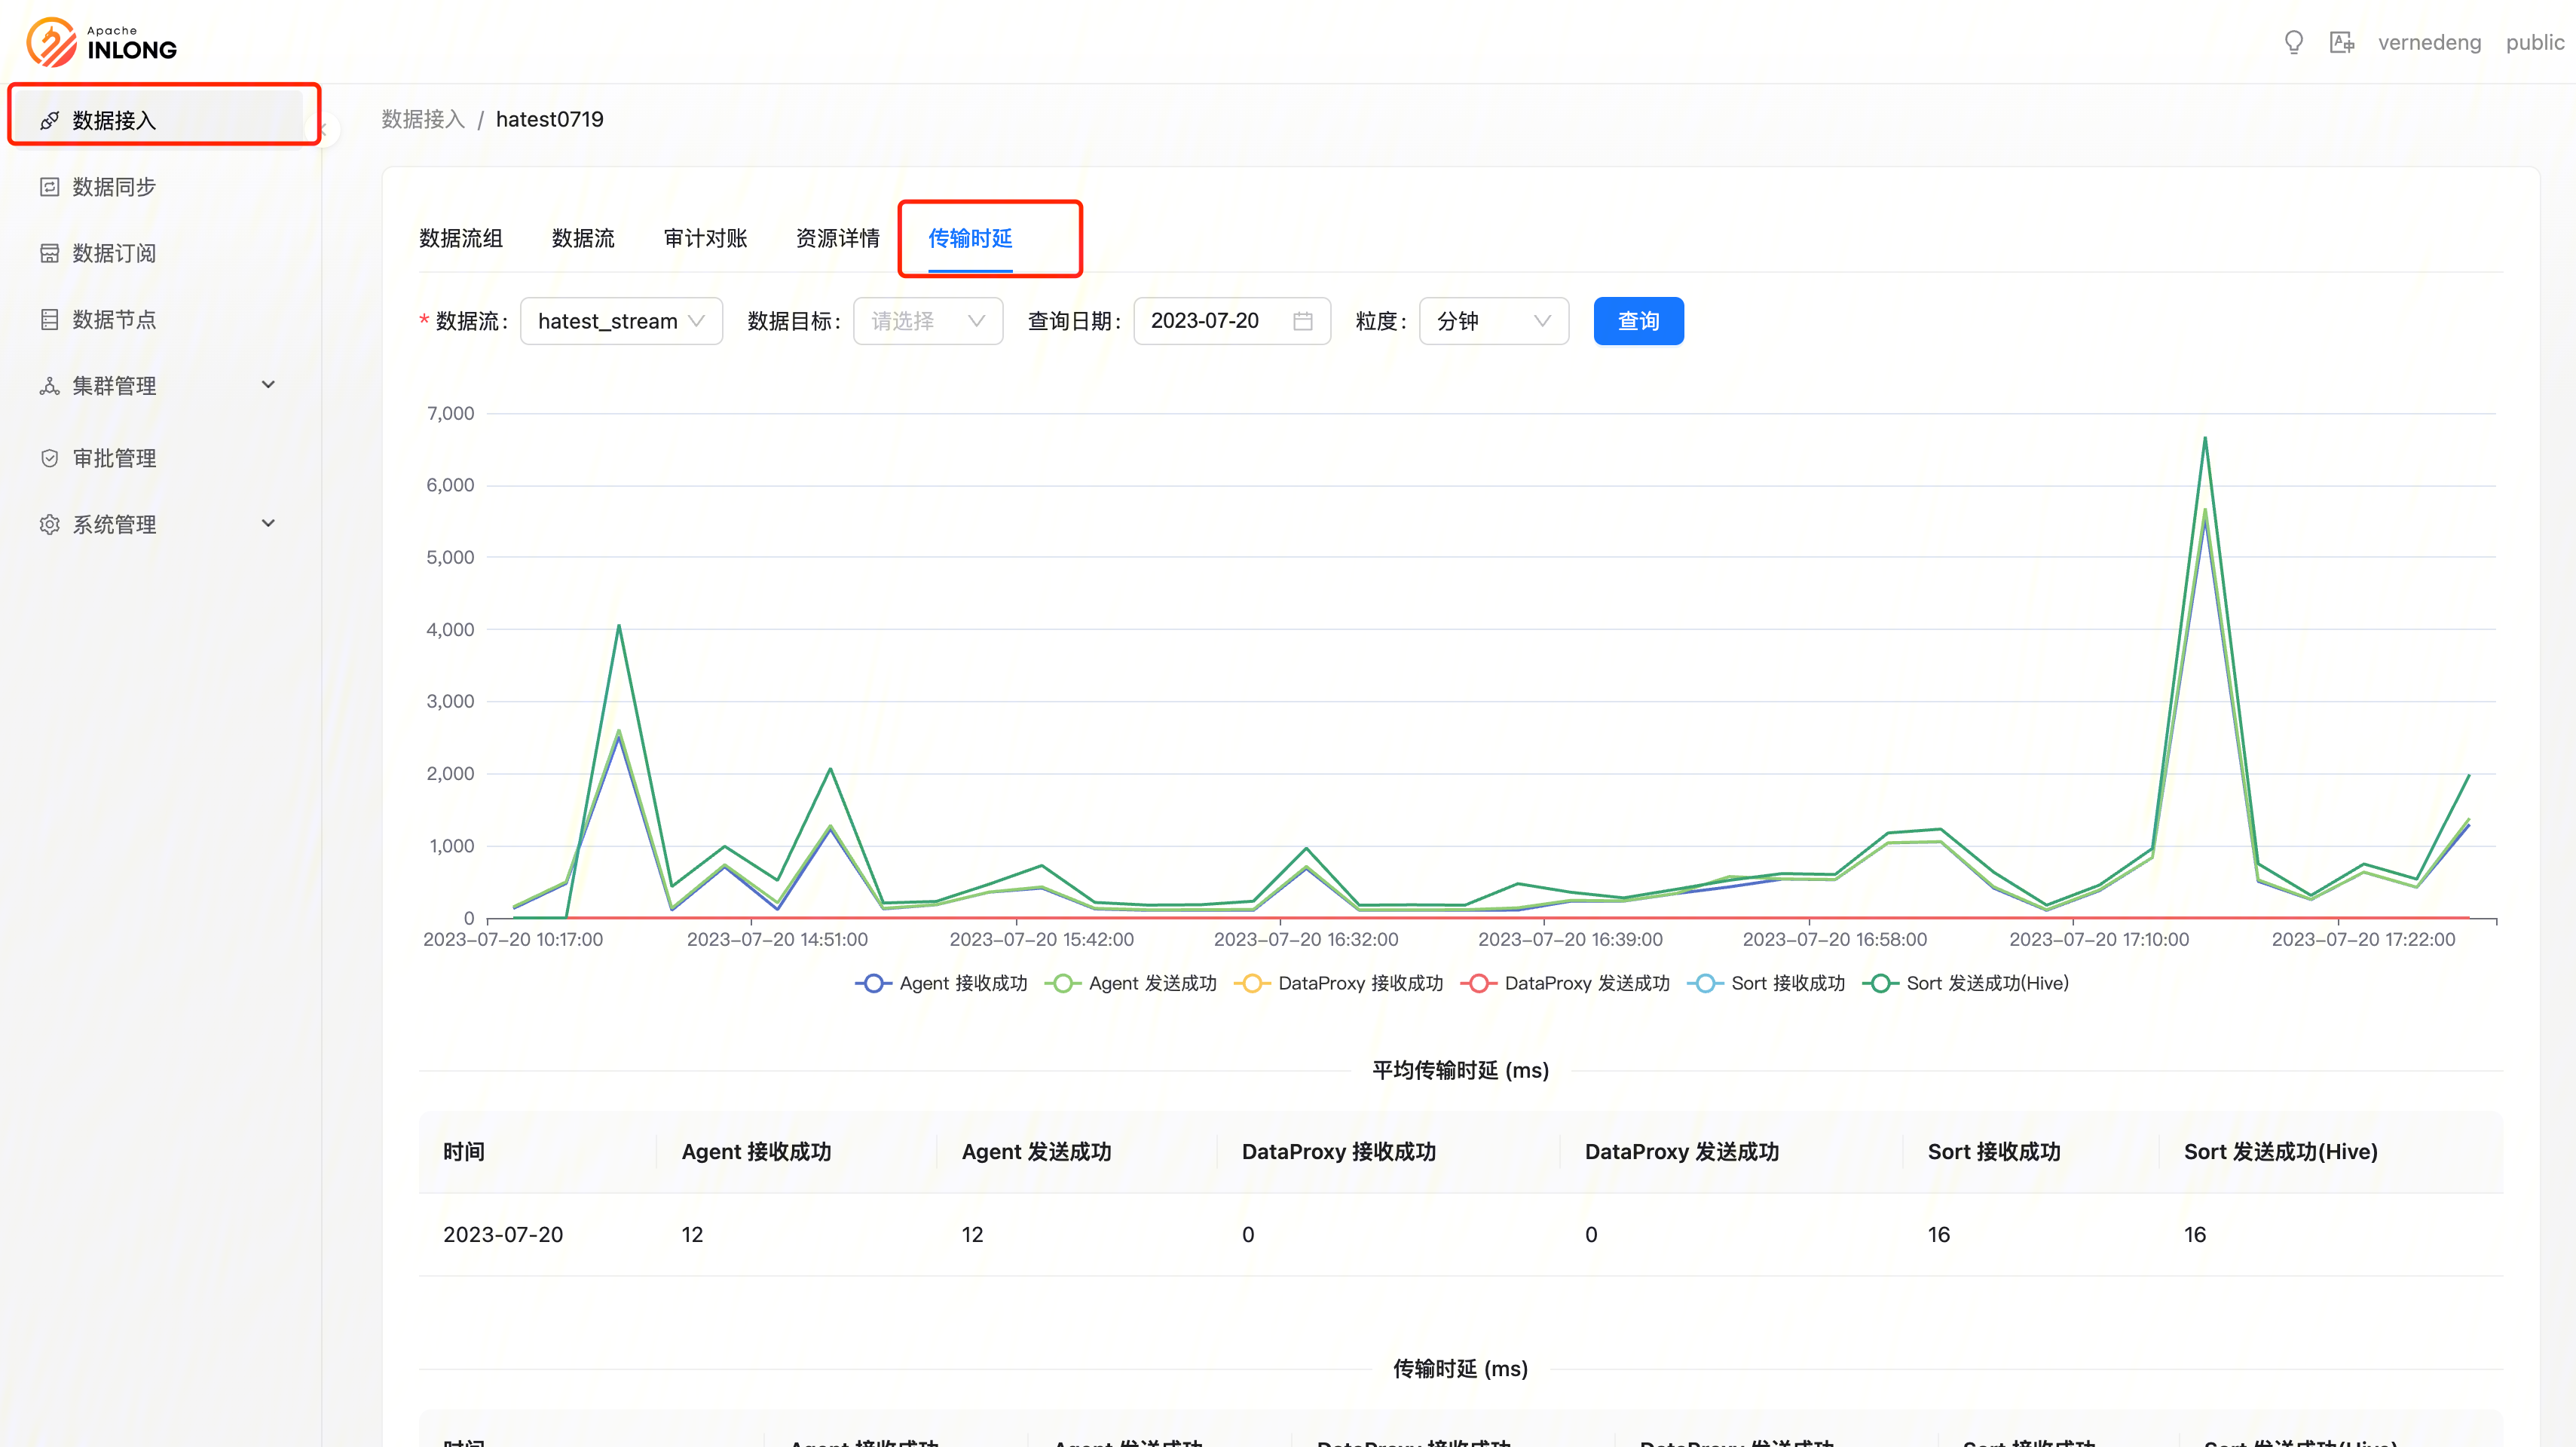 Apache
INLONG
vernedeng public
数据接入
数据同步
数据订阅
数据节点
集群管理
审批管理
系统管理
数据接入 / hatest0719
数据流组 数据流 审计对账 资源详情 传输时延
* 数据流: hatest_stream 数据目标: 请选择 查询日期: 2023-07-20 粒度: 分钟 查询
7,000
6,000
5,000
4,000
3,000
2,000
1,000
0
2023-07-20 10:17:00 2023-07-20 14:51:00 2023-07-20 15:42:00 2023-07-20 16:32:00 2023-07-20 16:39:00 2023-07-20 16:58:00 2023-07-20 17:10:00 2023-07-20 17:22:00
Agent 接收成功 Agent 发送成功 DataProxy 接收成功 DataProxy 发送成功 Sort 接收成功 Sort 发送成功(Hive)
平均传输时延 (ms)
时间 Agent 接收成功 Agent 发送成功 DataProxy 接收成功 DataProxy 发送成功 Sort 接收成功 Sort 发送成功(Hive)
2023-07-20 12 12 0 0 16 16
传输时延 (ms)
时间 Agent 接收成功 Agent 发送成功 DataProxy 接收成功 DataProxy 发送成功 Sort 接收成功 Sort 发送成功(Hive)